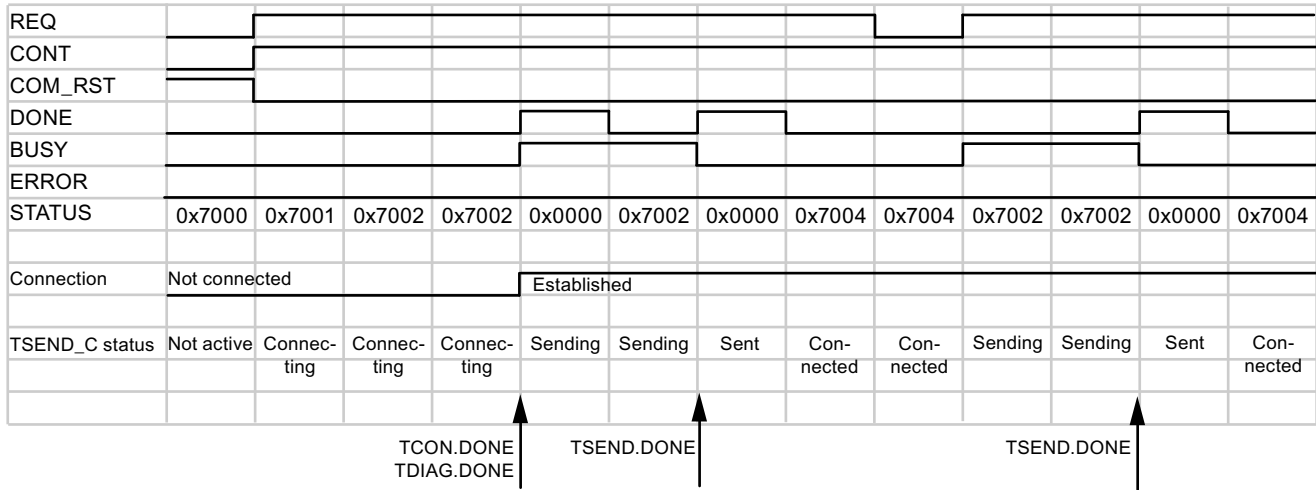 REQ
CONT
COM_RST
DONE
BUSY
ERROR
STATUS 0x7000 0x7001 0x7002 0x7002 0x0000 0x7002 0x0000 0x7004 0x7004 0x7002 0x7002 0x0000 0x7004
Connection Not connected Established
TSEND_C status Not active Connec- Connec- Connec- Sending Sending Sent Con- Con- Sending Sending Sent Con-
ting ting ting nected nected nected
TCON.DONE TSEND.DONE TSEND.DONE
TDIAG.DONE